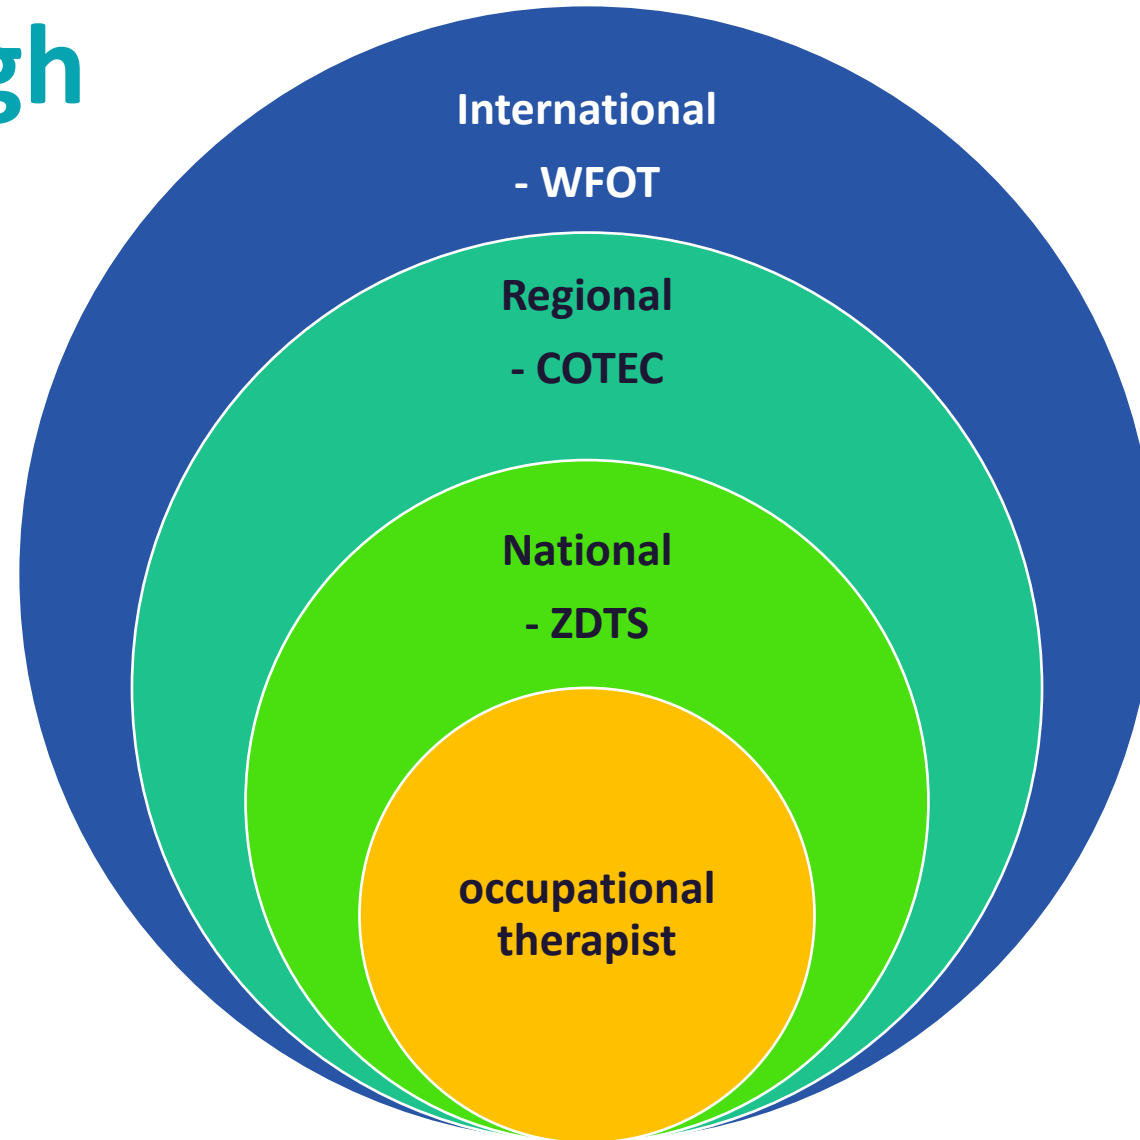 gh
International
- WFOT
Regional
- COTEC
National
- ZDTS
occupational
therapist